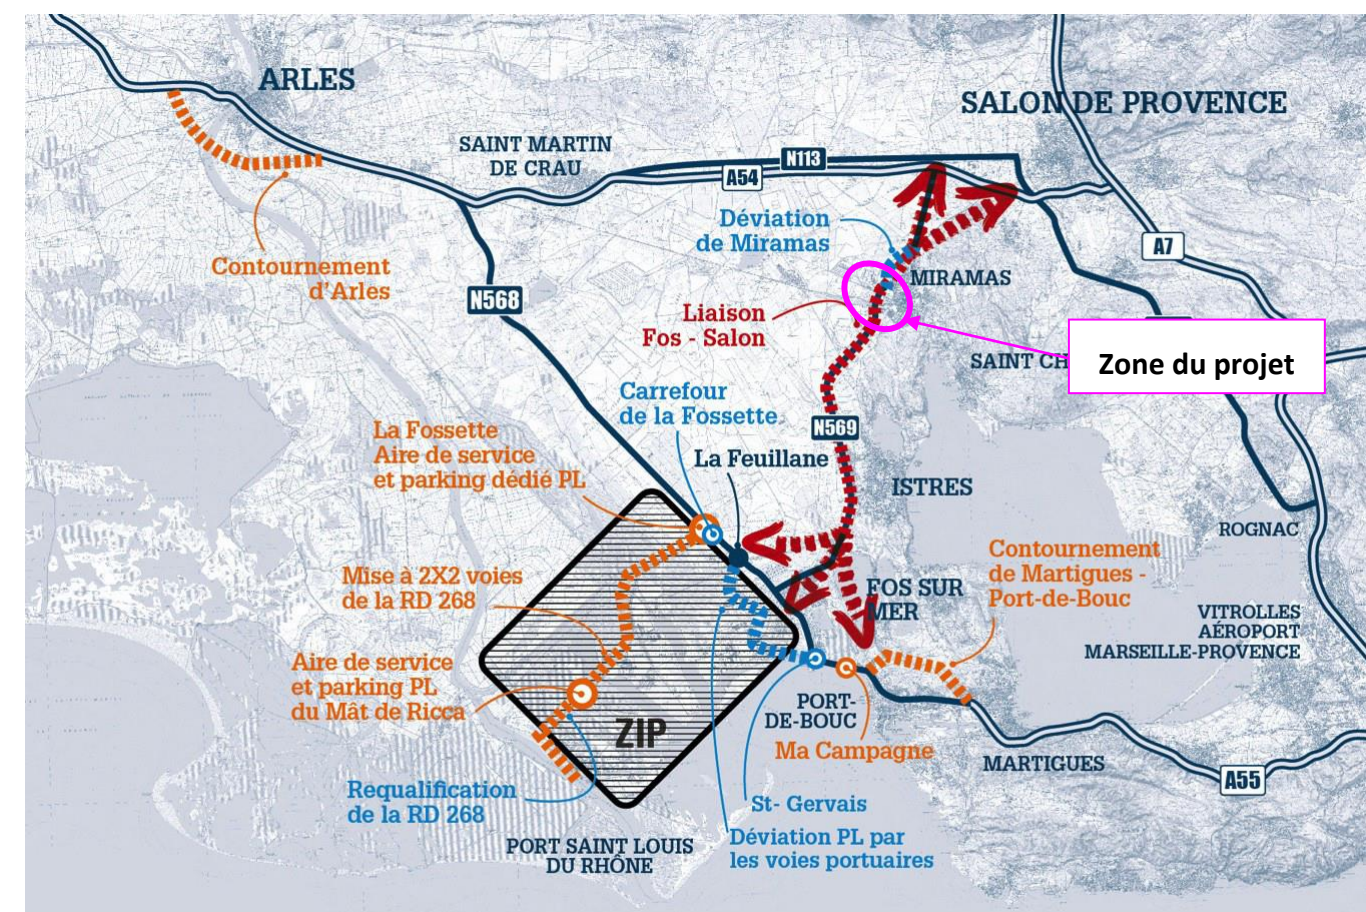 ARLES
SALON DE PROVENCE
SAINT MARTIN
DE CRAU
N113
A54
Déviation
de Miramas
A7
Contournement
d'Arles
MIRAMAS
N568
Liaison
Fos - Salon
Zone du projet
SAINT CH
Carrefour
de la Fossette
N569
La Fossette
Aire de service
et parking dédié PL
La Feuillane
ISTRES
ROGNAC
Contournement
de Martigues -
Port-de-Bouc
Mise à 2X2 voies
de la RD 268
FOS SUR
MER
VITROLLES
AÉROPORT
MARSEILLE-PROVENCE
Aire de service
et parking PL
du Mât de Ricca
PORT-
DE-BOUC
ZIP
Ma Campagne
MARTIGUES
A55
Requalification
de la RD 268
St- Gervais
PORT SAINT LOUIS
DU RHÔNE
Déviation PL par
les voies portuaires